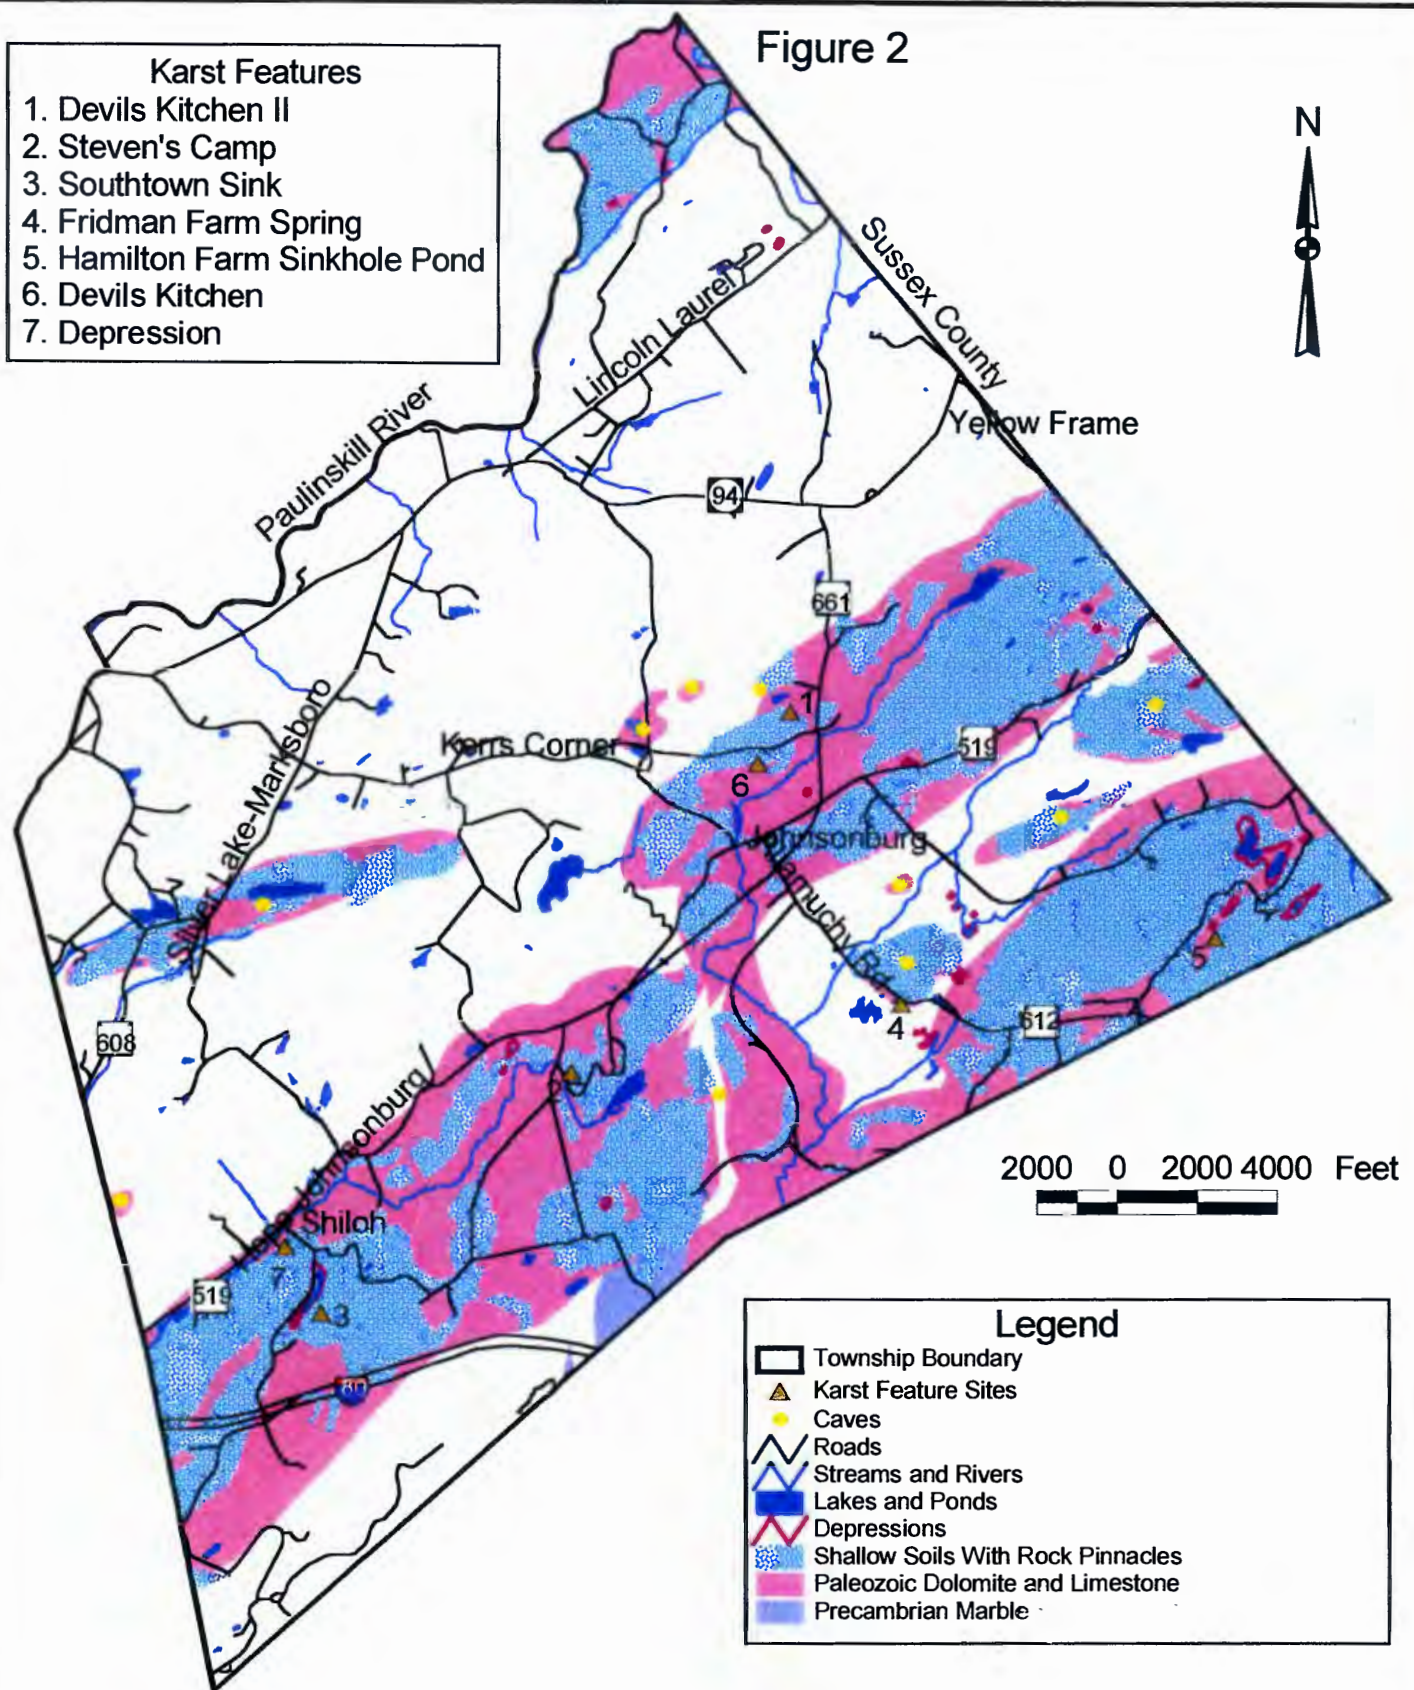 Figure 2
Karst Features
1. Devils Kitchen II
2. Steven's Camp
3. Southtown Sink
4. Fridman Farm Spring
5. Hamilton Farm Sinkhole Pond
6. Devils Kitchen
7. Depression
N
Sussex County
Lincoln Laurel
Yellow Frame
Paulinskill River
94
661
Silver Lake-Marksboro
Kerrs Corner
1
519
6
Johnsonburg
Allamuchy Rd.
5
4
612
608
2
Hope Johnsonburg
Shiloh
7
519
3
80
2000 0 2000 4000 Feet
Legend
Township Boundary
Karst Feature Sites
Caves
Roads
Streams and Rivers
Lakes and Ponds
Depressions
Shallow Soils With Rock Pinnacles
Paleozoic Dolomite and Limestone
Precambrian Marble